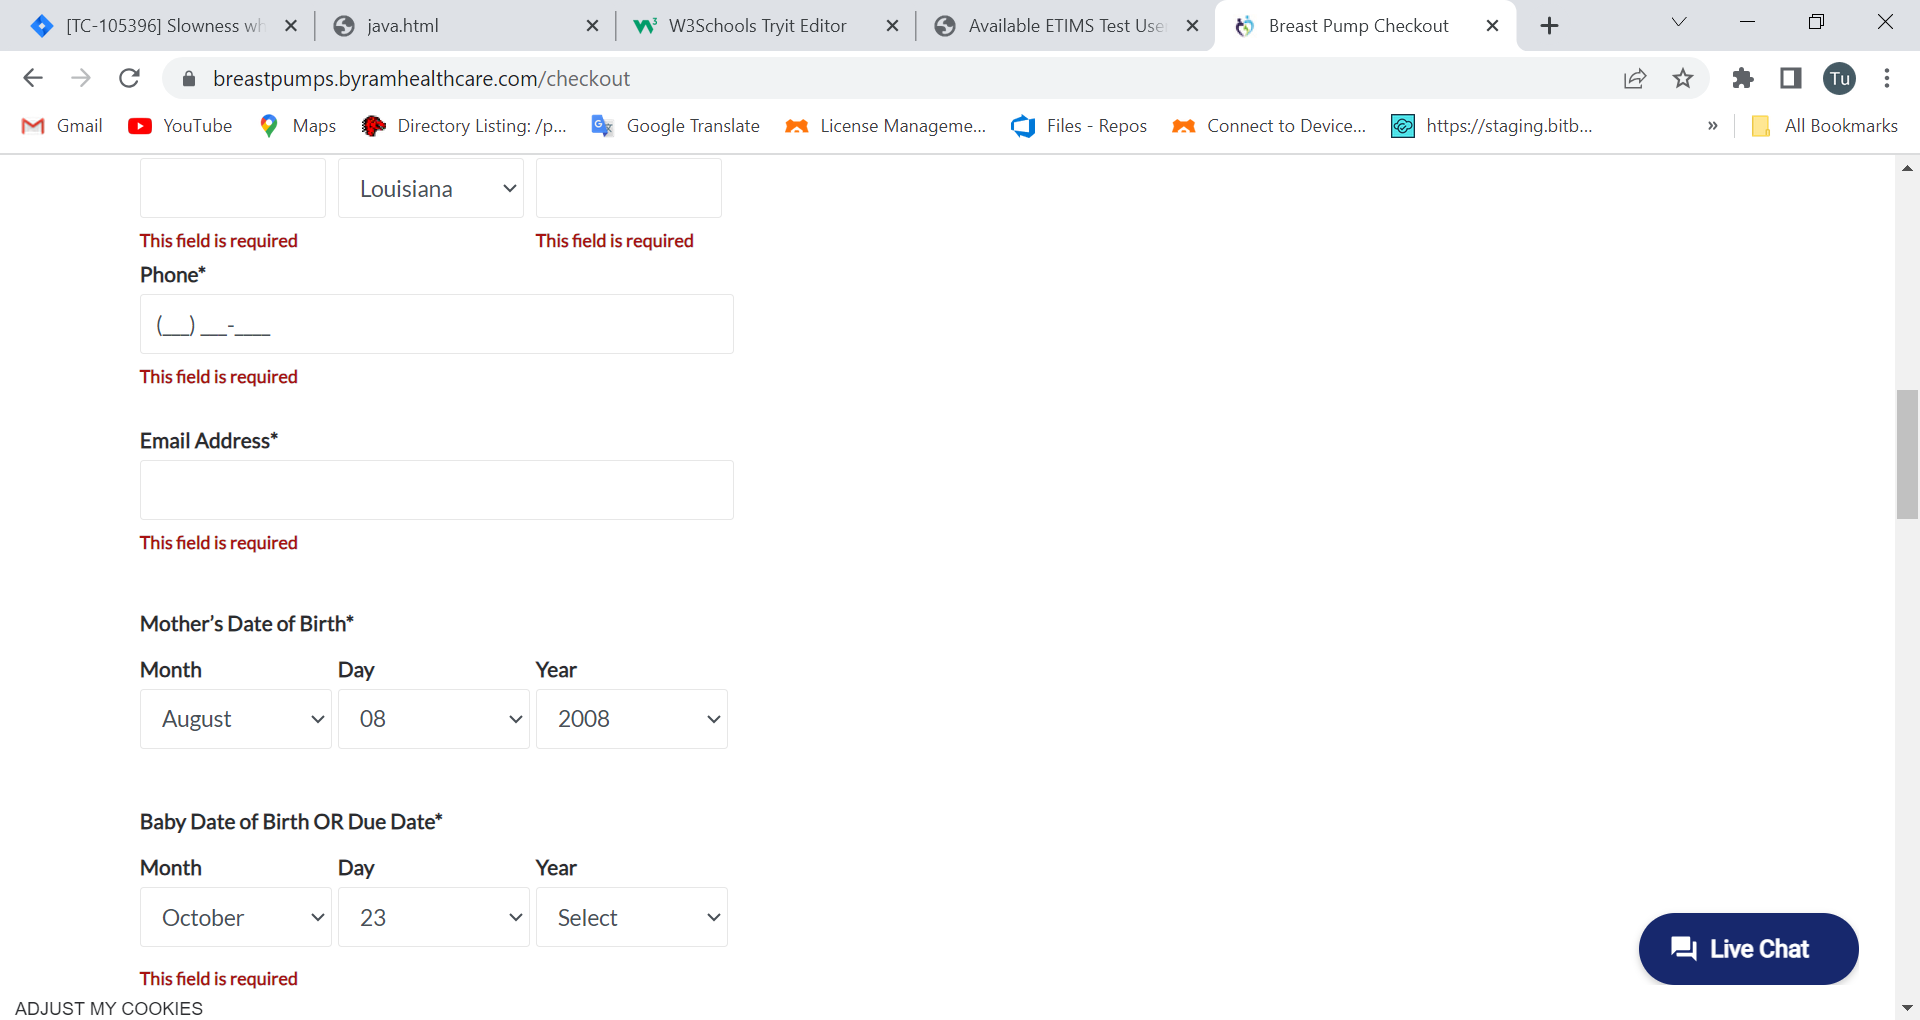 [TC-105396] Slowness wh
java.html
W3Schools Tryit Editor
Available ETIMS Test Use
Breast Pump Checkout
breastpumps.byramhealthcare.com/checkout
Tu
Gmail
YouTube
Maps
Directory Listing: /p...
Google Translate
License Manageme...
Files - Repos
Connect to Device...
https://staging.bitb...
»
All Bookmarks
Louisiana
This field is required
This field is required
Phone*
(___) ___-____
This field is required
Email Address*
This field is required
Mother’s Date of Birth*
Month Day Year
August 08 2008
Baby Date of Birth OR Due Date*
Month Day Year
October 23 Select
This field is required
Live Chat
ADJUST MY COOKIES